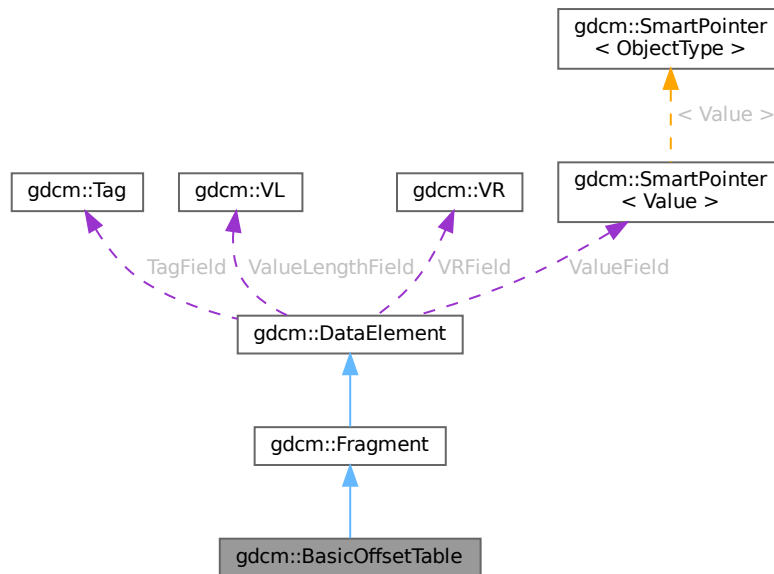 gdcm::SmartPointer
< ObjectType >
< Value >
gdcm::Tag
gdcm::VL
gdcm::VR
gdcm::SmartPointer
< Value >
TagField
ValueLengthField
VRField
ValueField
gdcm::DataElement
gdcm::Fragment
gdcm::BasicOffsetTable